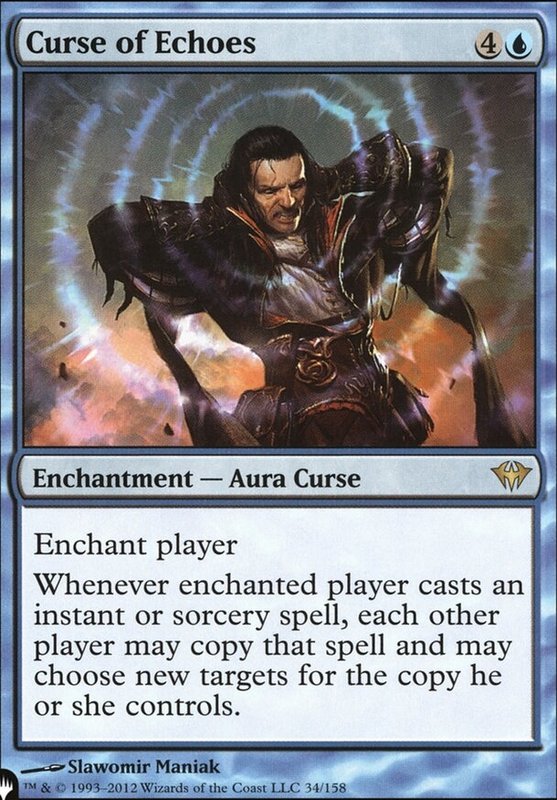 Curse of Echoes
4
Enchantment — Aura Curse
Enchant player
Whenever enchanted player casts an
instant or sorcery spell, each other
player may copy that spell and may
choose new targets for the copy he
or she controls.
Slawomir Maniak
™ & © 1993–2012 Wizards of the Coast LLC 34/158